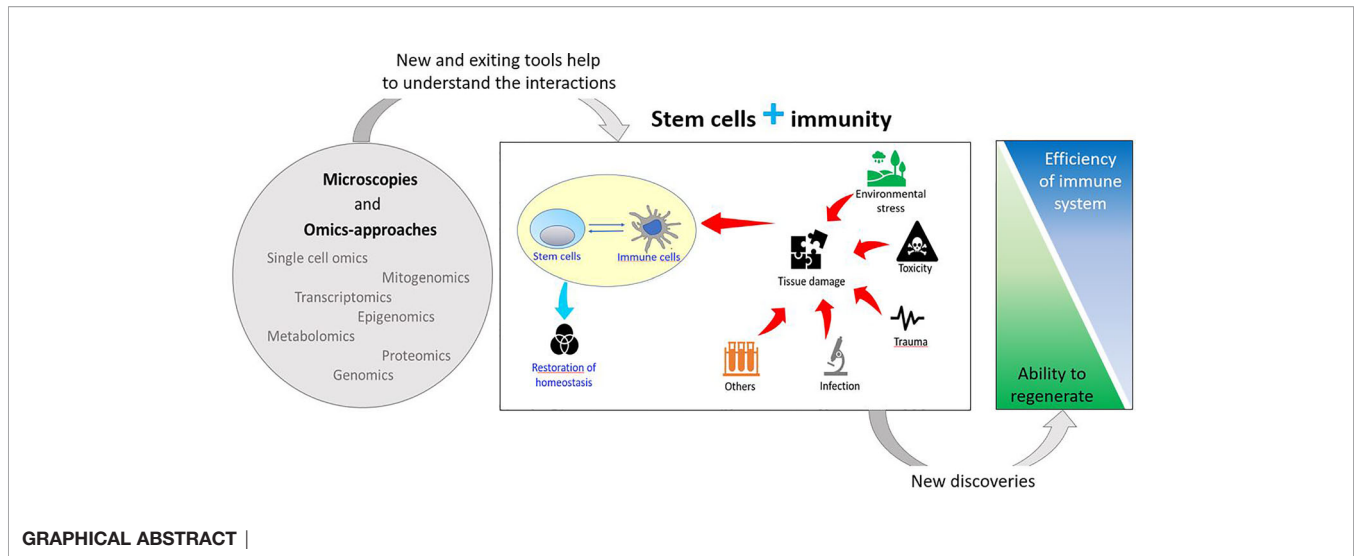 New and exiting tools help
to understand the interactions
Stem cells + immunity
Microscopies
and
Omics-approaches
Single cell omics
Mitogenomics
Transcriptomics
Epigenomics
Metabolomics
Proteomics
Genomics
Stem cells
Immune cells
Restoration of
homeostasis
Environmental
stress
Toxicity
Tissue damage
Trauma
Others
Infection
Efficiency
of immune
system
Ability to
regenerate
New discoveries
GRAPHICAL ABSTRACT |